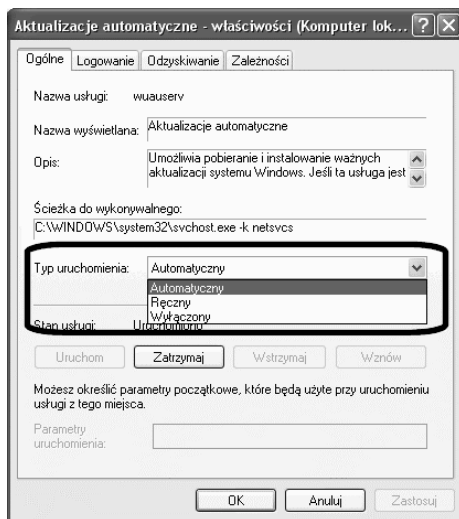 Aktualizacje automatyczne - właściwości (Komputer lok...
Ogólne Logowanie Odzyskiwanie Zależności
Nazwa usługi: wuauserv
Nazwa wyświetlana: Aktualizacje automatyczne
Opis: Umożliwia pobieranie i instalowanie ważnych
aktualizacji systemu Windows. Jeśli ta usługa jest
Ścieżka do wykonywalnego:
C:\WINDOWS\system32\svchost.exe -k netsvcs
Typ uruchomienia: Automatyczny
Automatyczny
Ręczny
Wyłączony
Stan usługi: Uruchomiono
Uruchom Zatrzymaj Wstrzymaj Wznów
Możesz określić parametry początkowe, które będą użyte przy uruchomieniu
usługi z tego miejsca.
Parametry
uruchomienia:
OK Anuluj Zastosuj